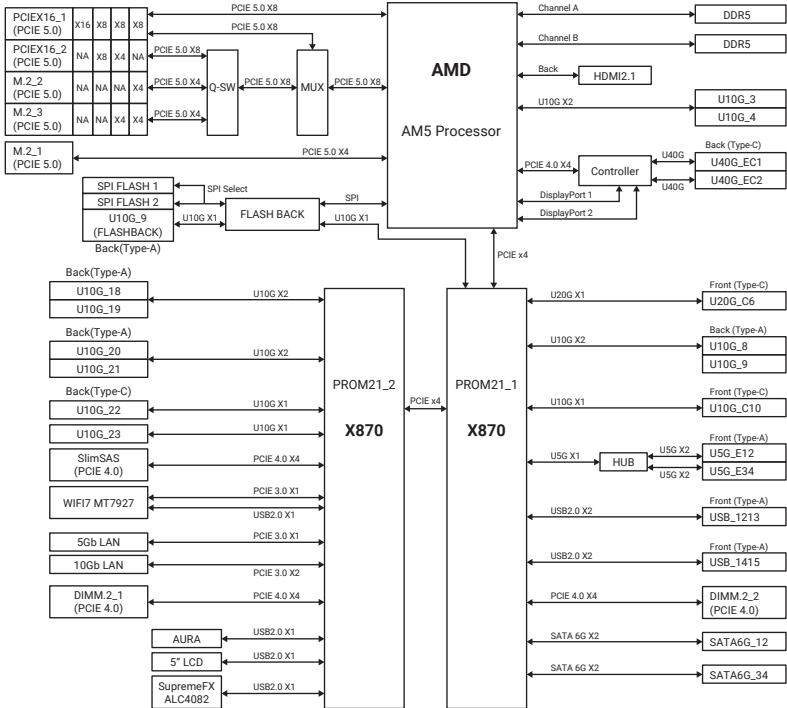 PCIEX16_1
(PCIE 5.0)
X16 X8 X8 X8
PCIEX16_2
(PCIE 5.0)
NA X8 X4 NA
M.2_2
(PCIE 5.0)
NA NA NA X4
M.2_3
(PCIE 5.0)
NA NA X4 X4
M.2_1
(PCIE 5.0)
PCIE 5.0 X8
PCIE 5.0 X8
PCIE 5.0 X8
PCIE 5.0 X4
PCIE 5.0 X4
Q-SW
PCIE 5.0 X8
MUX
PCIE 5.0 X8
PCIE 5.0 X4
AMD
AM5 Processor
Channel A
DDR5
Channel B
DDR5
Back
HDMI2.1
U10G X2
U10G_3
U10G_4
Back (Type-C)
PCIE 4.0 X4
Controller
U40G
U40G_EC1
U40G
U40G_EC2
DisplayPort 1
DisplayPort 2
SPI FLASH 1
SPI FLASH 2
SPI Select
U10G_9
(FLASHBACK)
Back(Type-A)
U10G X1
FLASH BACK
SPI
U10G X1
PCIE x4
Back(Type-A)
U10G_18
U10G_19
U10G X2
Back(Type-A)
U10G_20
U10G_21
U10G X2
Back(Type-C)
U10G_22
U10G X1
U10G_23
U10G X1
SlimSAS
(PCIE 4.0)
PCIE 4.0 X4
WIFI7 MT7927
PCIE 3.0 X1
USB2.0 X1
5Gb LAN
PCIE 3.0 X1
10Gb LAN
PCIE 3.0 X2
DIMM.2_1
(PCIE 4.0)
PCIE 4.0 X4
AURA
USB2.0 X1
5” LCD
USB2.0 X1
SupremeFX
ALC4082
USB2.0 X1
PROM21_2
X870
PCIE x4
PROM21_1
X870
Front (Type-C)
U20G X1
U20G_C6
Back (Type-A)
U10G X2
U10G_8
U10G_9
Front (Type-C)
U10G X1
U10G_C10
Front (Type-A)
U5G X1
HUB
U5G X2
U5G_E12
U5G X2
U5G_E34
Front (Type-A)
USB2.0 X2
USB_1213
Front (Type-A)
USB2.0 X2
USB_1415
PCIE 4.0 X4
DIMM.2_2
(PCIE 4.0)
SATA 6G X2
SATA6G_12
SATA 6G X2
SATA6G_34